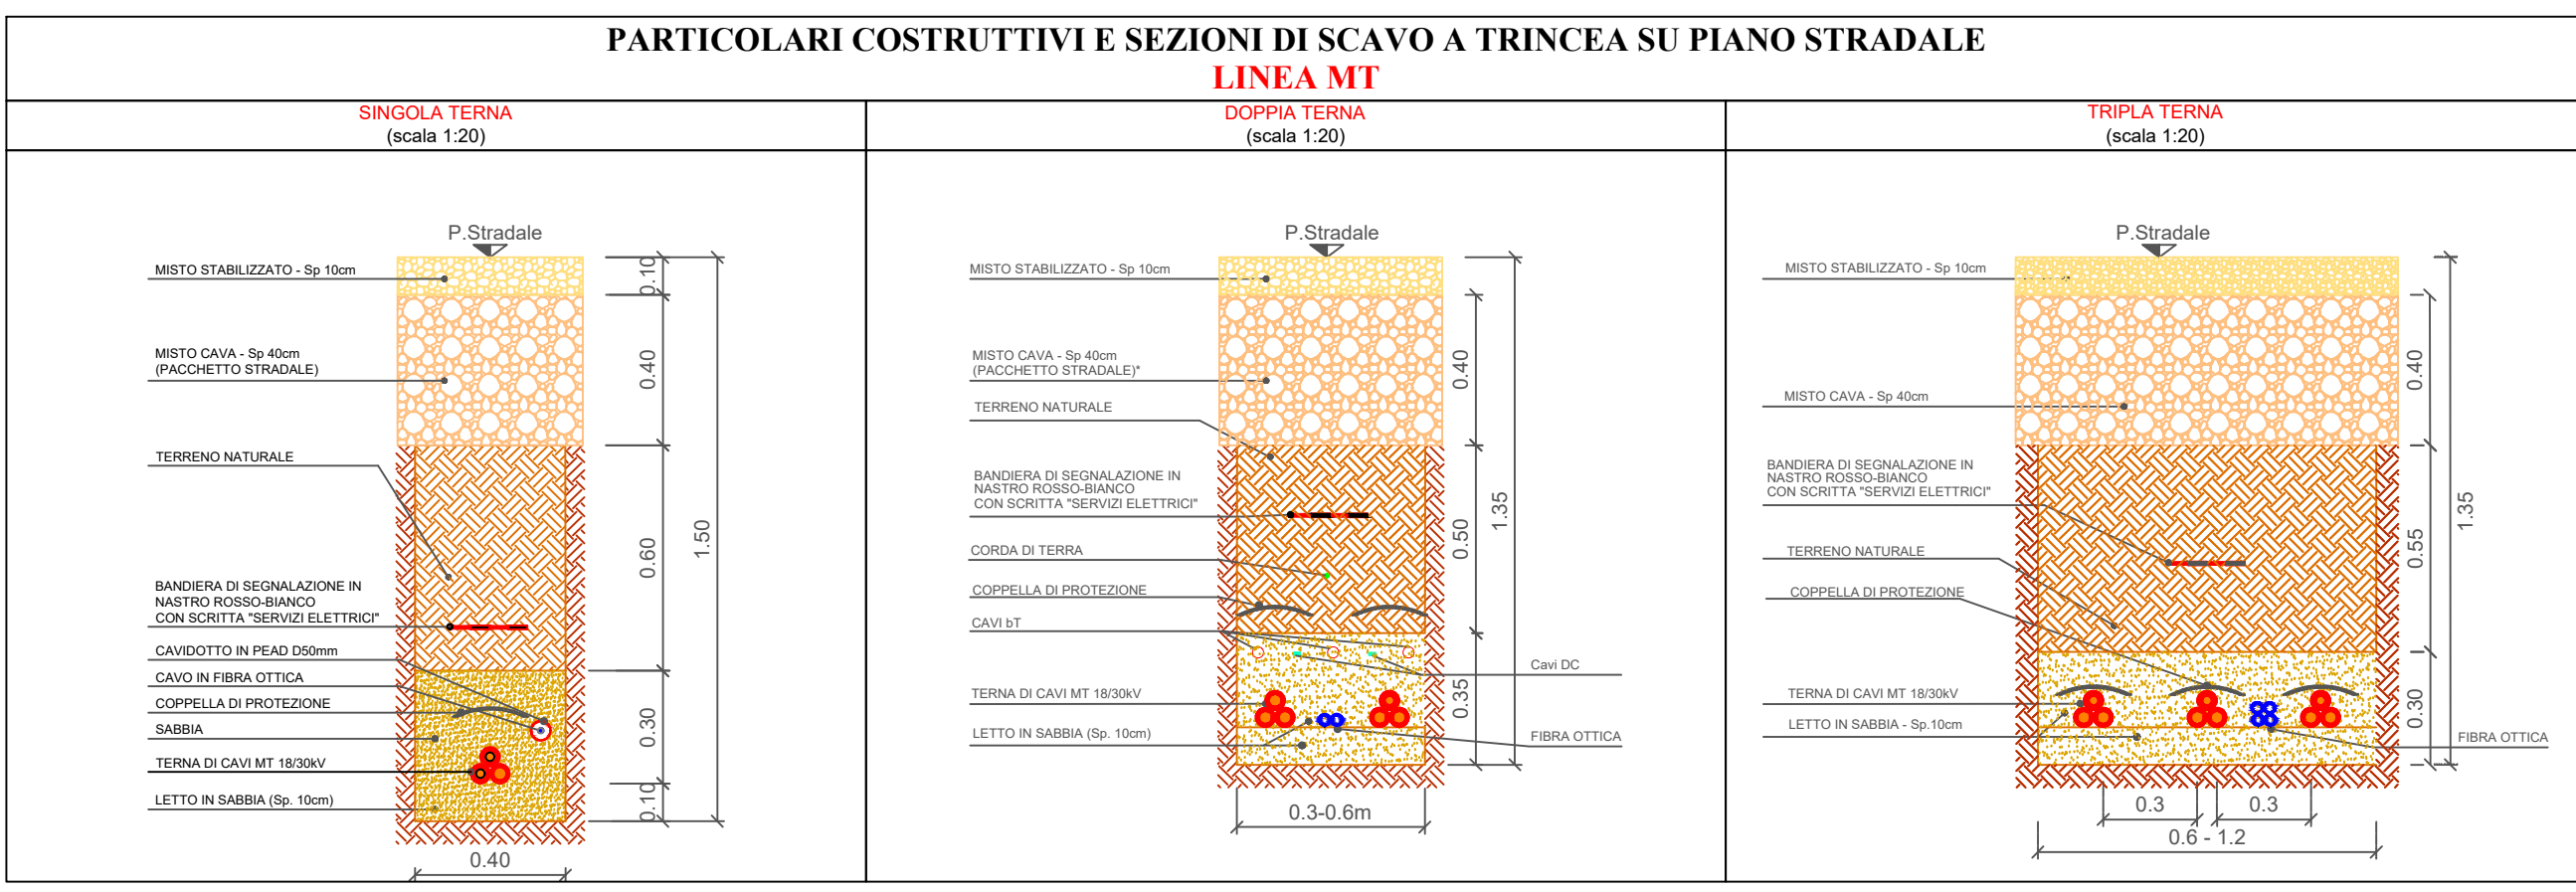 PARTICOLARI COSTRUTTIVI E SEZIONI DI SCAVO A TRINCEA SU PIANO STRADALE
LINEA MT
SINGOLA TERNA
(scala 1:20)
P.Stradale
MISTO STABILIZZATO - Sp 10cm
MISTO CAVA - Sp 40cm
(PACCHETTO STRADALE)
TERRENO NATURALE
BANDIERA DI SEGNALAZIONE IN
NASTRO ROSSO-BIANCO
CON SCRITTA "SERVIZI ELETTRICI"
CAVIDOTTO IN PEAD D50mm
CAVO IN FIBRA OTTICA
COPPELLA DI PROTEZIONE
SABBIA
TERNA DI CAVI MT 18/30kV
LETTO IN SABBIA (Sp. 10cm)
0.10
0.40
0.60
0.30
0.10
1.50
0.40
DOPPIA TERNA
(scala 1:20)
P.Stradale
MISTO STABILIZZATO - Sp 10cm
MISTO CAVA - Sp 40cm
(PACCHETTO STRADALE)*
TERRENO NATURALE
BANDIERA DI SEGNALAZIONE IN
NASTRO ROSSO-BIANCO
CON SCRITTA "SERVIZI ELETTRICI"
CORDA DI TERRA
COPPELLA DI PROTEZIONE
CAVI bT
TERNA DI CAVI MT 18/30kV
LETTO IN SABBIA (Sp. 10cm)
Cavi DC
FIBRA OTTICA
0.40
0.50
0.35
1.35
0.3-0.6m
TRIPLA TERNA
(scala 1:20)
P.Stradale
MISTO STABILIZZATO - Sp 10cm
MISTO CAVA - Sp 40cm
BANDIERA DI SEGNALAZIONE IN
NASTRO ROSSO-BIANCO
CON SCRITTA "SERVIZI ELETTRICI"
TERRENO NATURALE
COPPELLA DI PROTEZIONE
TERNA DI CAVI MT 18/30kV
LETTO IN SABBIA - Sp.10cm
FIBRA OTTICA
0.40
0.55
0.30
1.35
0.3
0.3
0.6 - 1.2